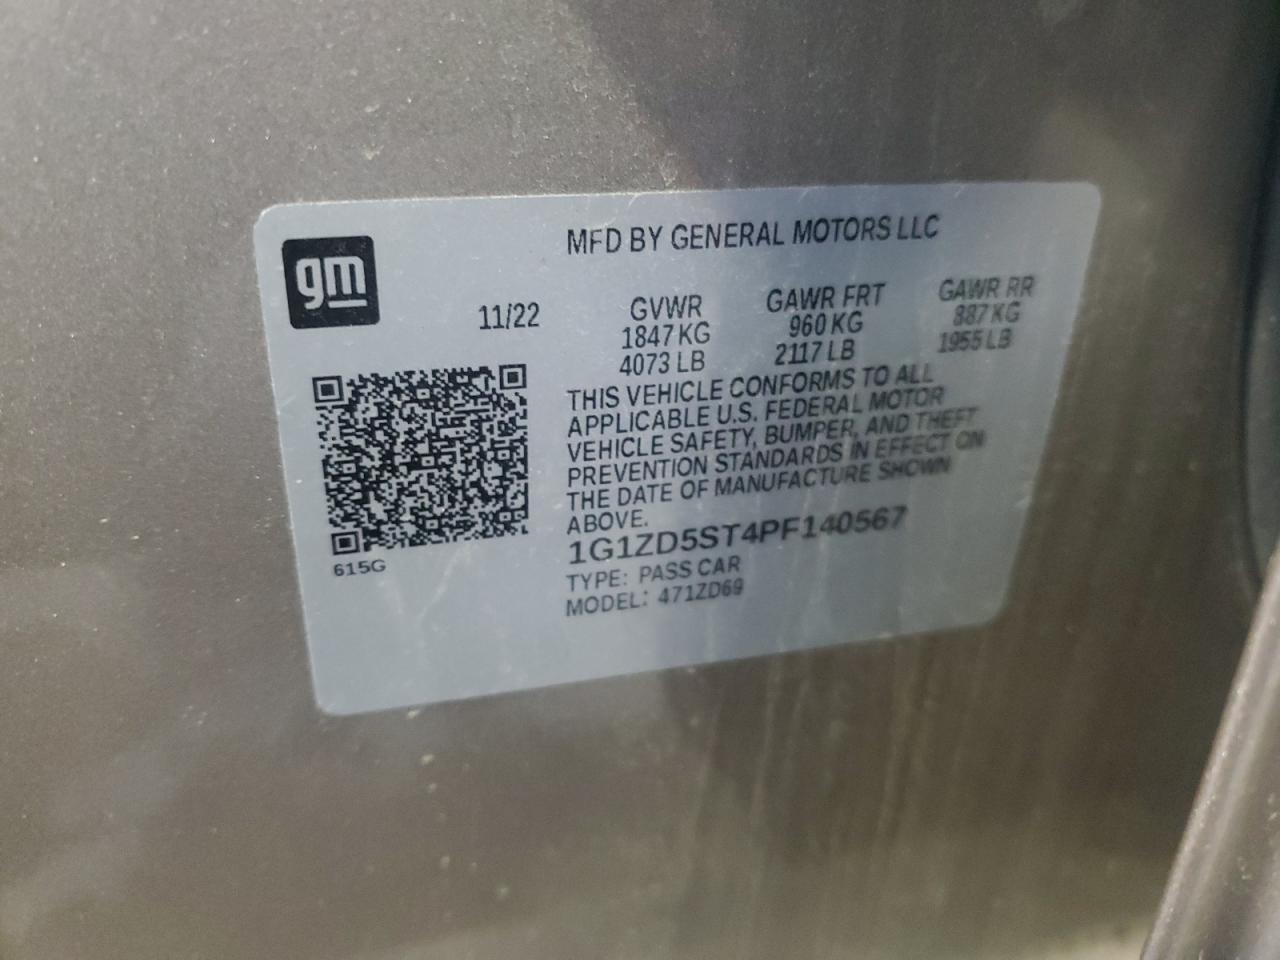 gm
MFD BY GENERAL MOTORS LLC
11/22 GVWR GAWR FRT GAWR RR
1847 KG 960 KG 887 KG
4073 LB 2117 LB 1955 LB
THIS VEHICLE CONFORMS TO ALL
APPLICABLE U.S. FEDERAL MOTOR
VEHICLE SAFETY, BUMPER, AND THEFT
PREVENTION STANDARDS IN EFFECT ON
THE DATE OF MANUFACTURE SHOWN
ABOVE.
1G1ZD5ST4PF140567
615G
TYPE: PASS CAR
MODEL: 471ZD69